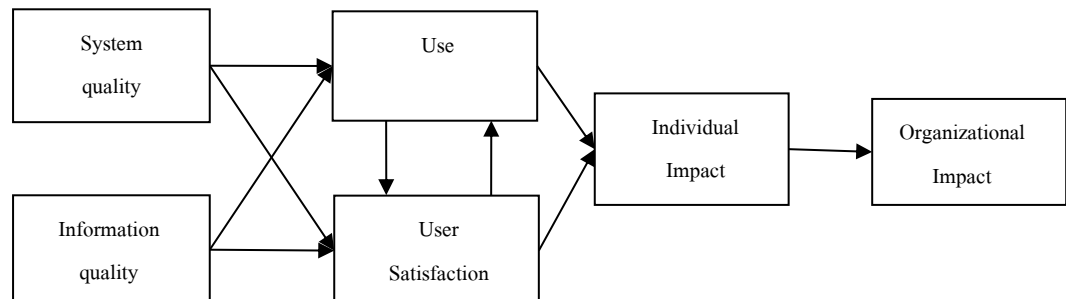 System
quality
Use
Individual
Impact
Organizational
Impact
Information
quality
User
Satisfaction